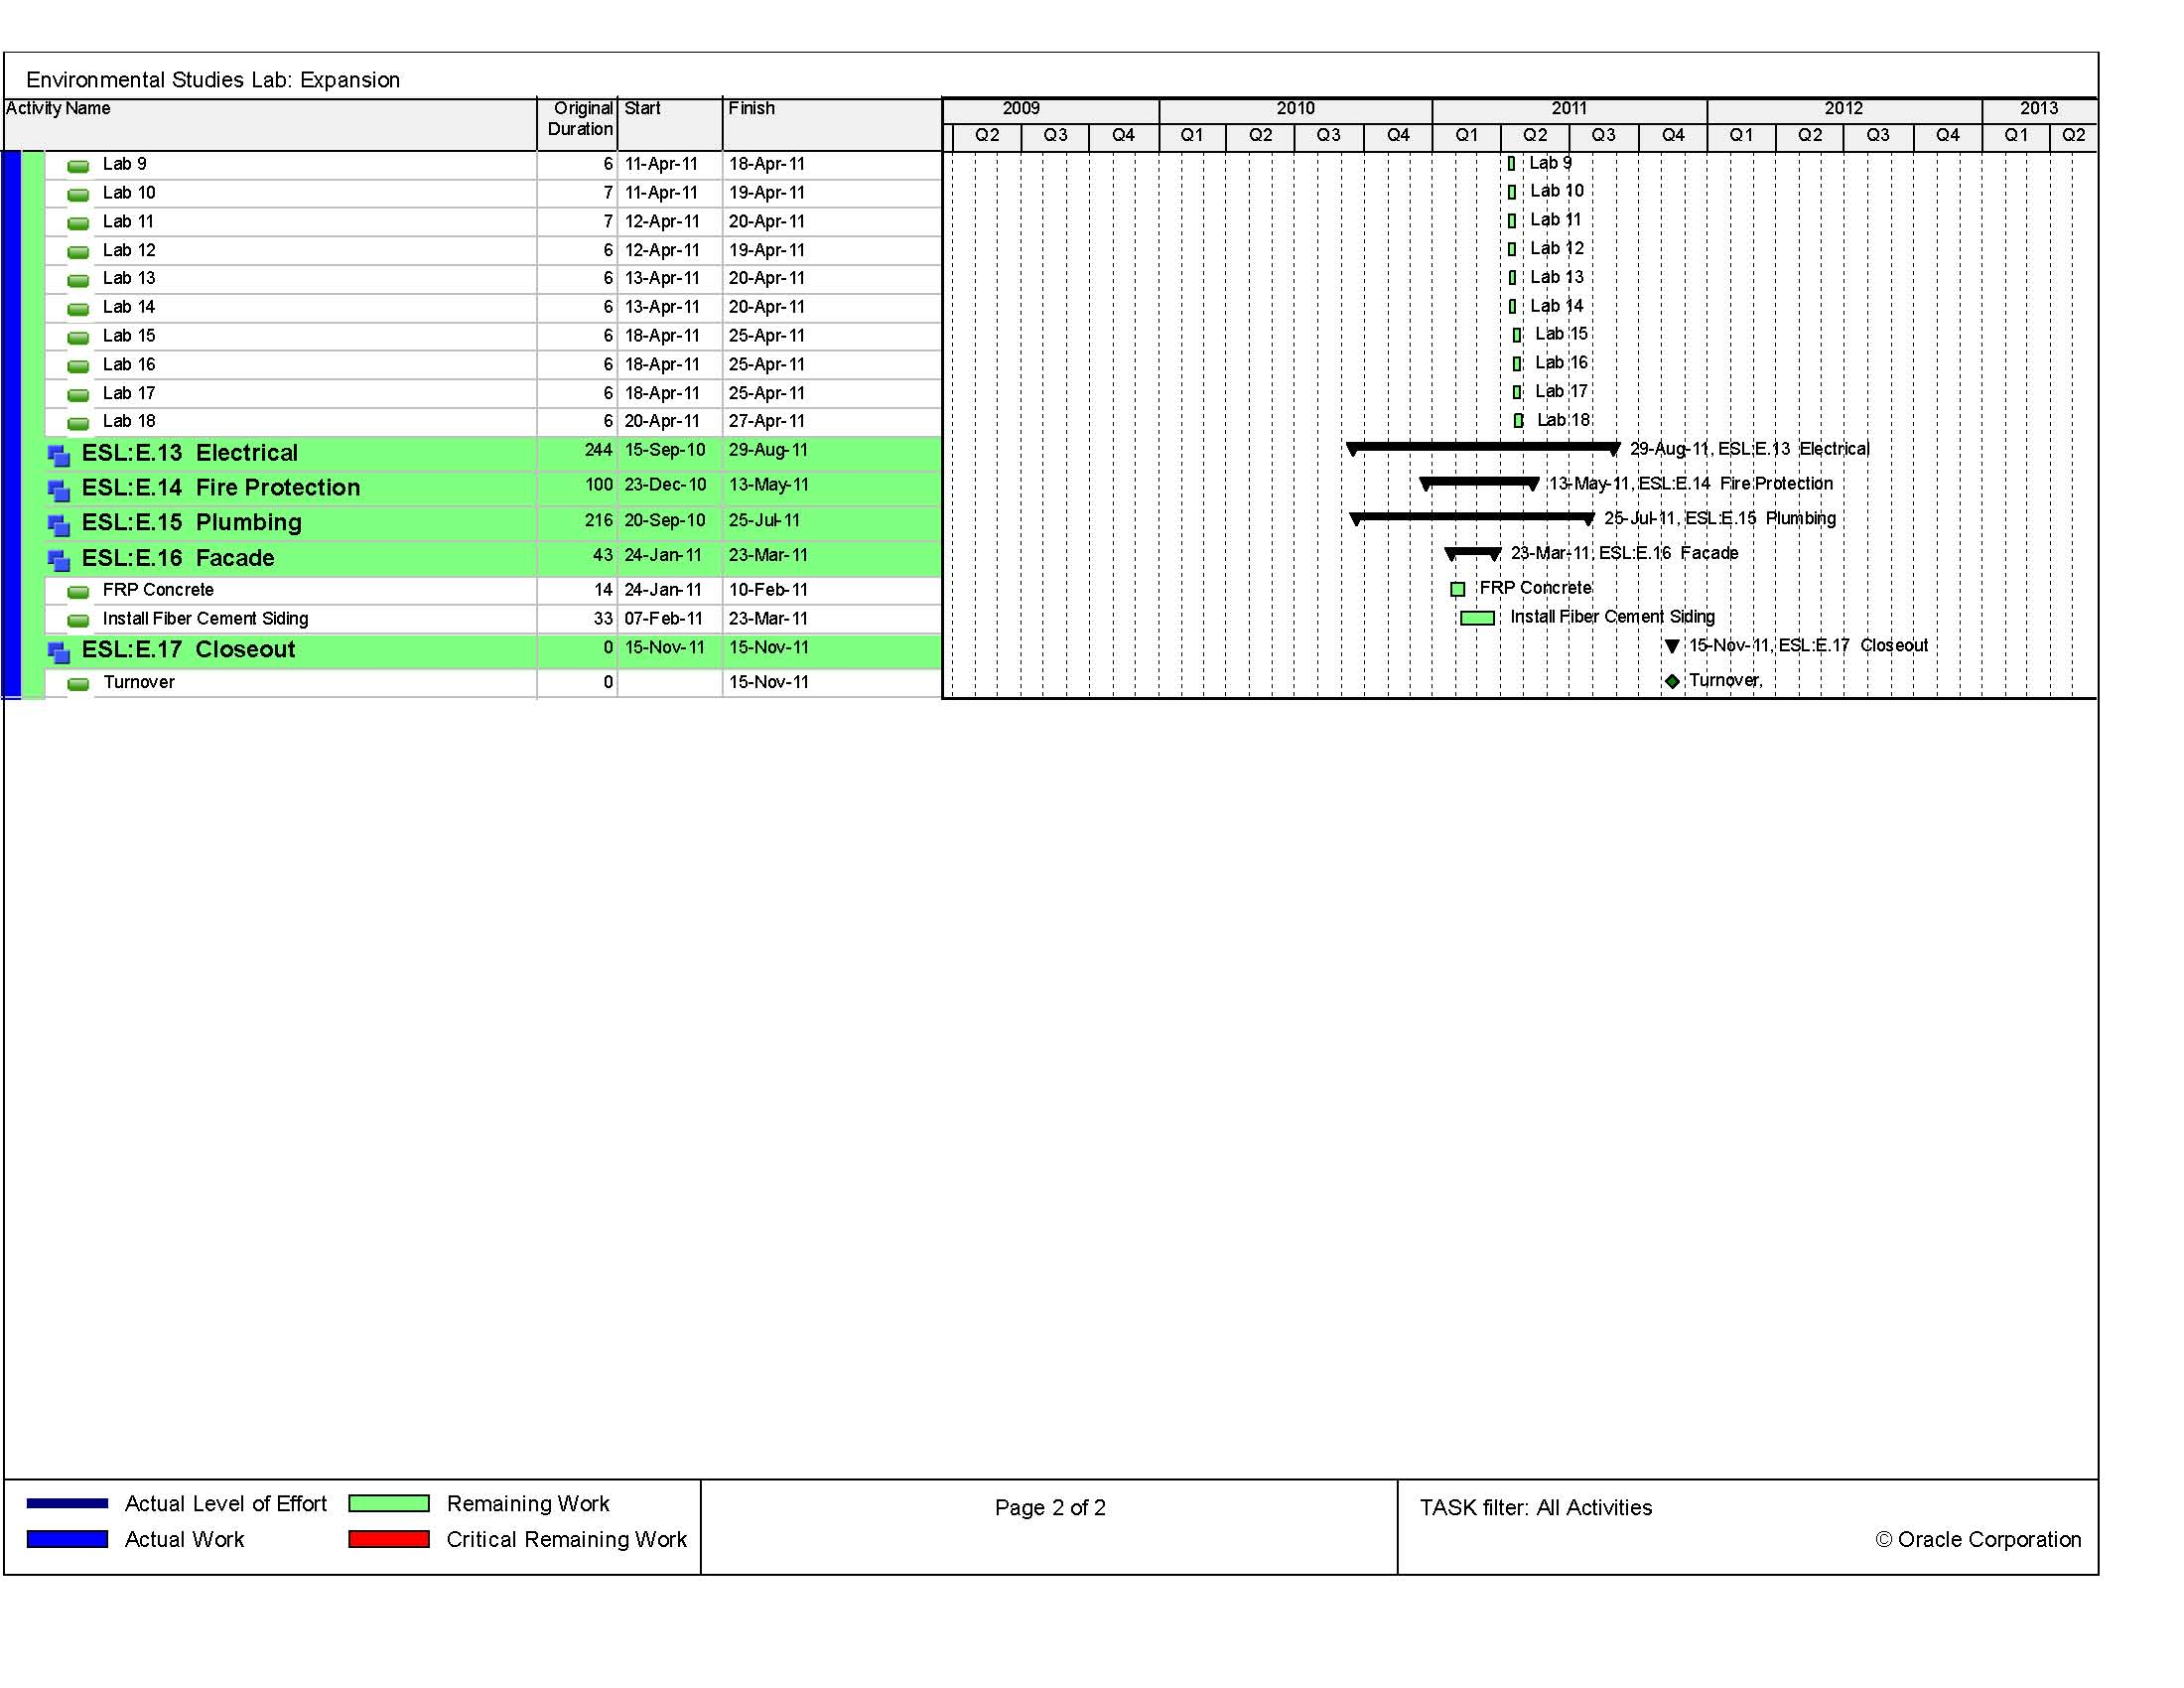 Environmental Studies Lab: Expansion
Activity Name Original Duration Start Finish 2009 2010 2011 2012 2013
Q2 Q3 Q4 Q1 Q2 Q3 Q4 Q1 Q2 Q3 Q4 Q1 Q2 Q3 Q4 Q1 Q2
Lab 9 6 11-Apr-11 18-Apr-11 Lab 9
Lab 10 7 11-Apr-11 19-Apr-11 Lab 10
Lab 11 7 12-Apr-11 20-Apr-11 Lab 11
Lab 12 6 12-Apr-11 19-Apr-11 Lab 12
Lab 13 6 13-Apr-11 20-Apr-11 Lab 13
Lab 14 6 13-Apr-11 20-Apr-11 Lab 14
Lab 15 6 18-Apr-11 25-Apr-11 Lab 15
Lab 16 6 18-Apr-11 25-Apr-11 Lab 16
Lab 17 6 18-Apr-11 25-Apr-11 Lab 17
Lab 18 6 20-Apr-11 27-Apr-11 Lab 18
ESL:E.13 Electrical 244 15-Sep-10 29-Aug-11 29-Aug-11, ESL:E.13 Electrical
ESL:E.14 Fire Protection 100 23-Dec-10 13-May-11 13-May-11, ESL:E.14 Fire Protection
ESL:E.15 Plumbing 216 20-Sep-10 25-Jul-11 25-Jul-11, ESL:E.15 Plumbing
ESL:E.16 Facade 43 24-Jan-11 23-Mar-11 23-Mar-11, ESL:E.16 Facade
FRP Concrete 14 24-Jan-11 10-Feb-11 FRP Concrete
Install Fiber Cement Siding 33 07-Feb-11 23-Mar-11 Install Fiber Cement Siding
ESL:E.17 Closeout 0 15-Nov-11 15-Nov-11 15-Nov-11, ESL:E.17 Closeout
Turnover 0 15-Nov-11 Turnover,
Actual Level of Effort Remaining Work Page 2 of 2 TASK filter: All Activities
Actual Work Critical Remaining Work © Oracle Corporation